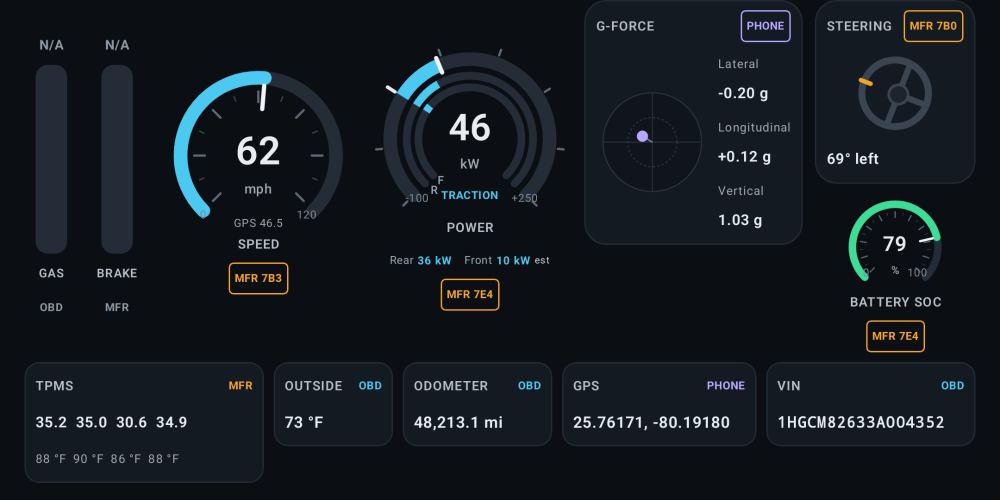 N/A
GAS
OBD
N/A
BRAKE
MFR
62
mph
0 120
GPS 46.5
SPEED
MFR 7B3
46
kW
F
R
-100 TRACTION +250
POWER
Rear 36 kW Front 10 kW est
MFR 7E4
G-FORCE PHONE
Lateral
-0.20 g
Longitudinal
+0.12 g
Vertical
1.03 g
STEERING MFR 7B0
69° left
79
0 % 100
BATTERY SOC
MFR 7E4
TPMS MFR
35.2 35.0 30.6 34.9
88 °F 90 °F 86 °F 88 °F
OUTSIDE OBD
73 °F
ODOMETER OBD
48,213.1 mi
GPS PHONE
25.76171, -80.19180
VIN OBD
1HGCM82633A004352